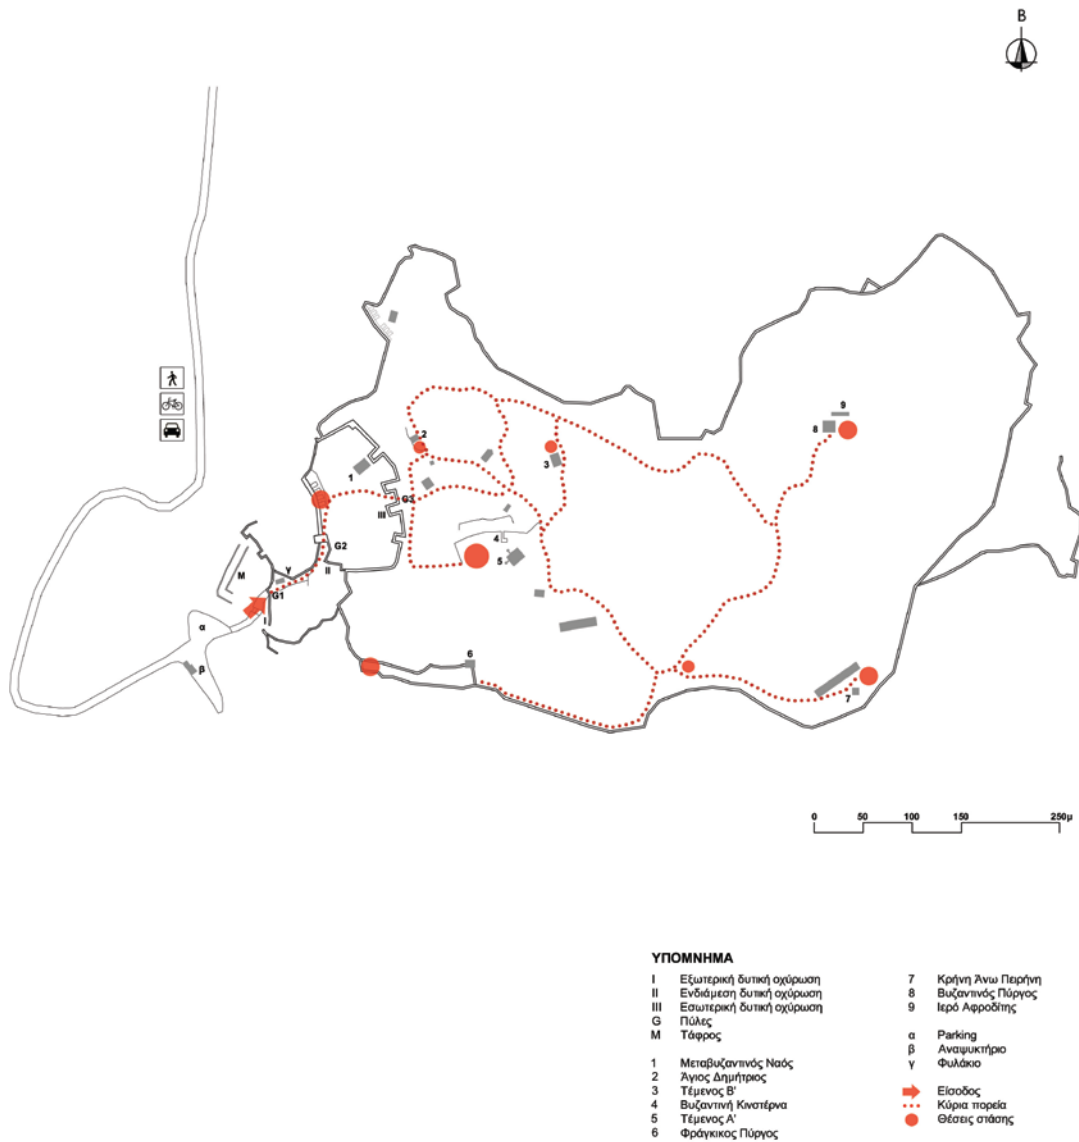 B
9
8
2
1
3
G3
III
4
G2
5
γ
II
M
G1
I
α
β
6
7
0 50 100 150 250μ
ΥΠΟΜΝΗΜΑ
I Εξωτερική δυτική οχύρωση
II Ενδιάμεση δυτική οχύρωση
III Εσωτερική δυτική οχύρωση
G Πύλες
M Τάφρος
1 Μεταβυζαντινός Ναός
2 Άγιος Δημήτριος
3 Τέμενος Β'
4 Βυζαντινή Κινστέρνα
5 Τέμενος Α'
6 Φράγκικος Πύργος
7 Κρήνη Άνω Πειρήνη
8 Βυζαντινός Πύργος
9 Ιερό Αφροδίτης
α Parking
β Αναψυκτήριο
γ Φυλάκιο
Είσοδος
Κύρια πορεία
Θέσεις στάσης